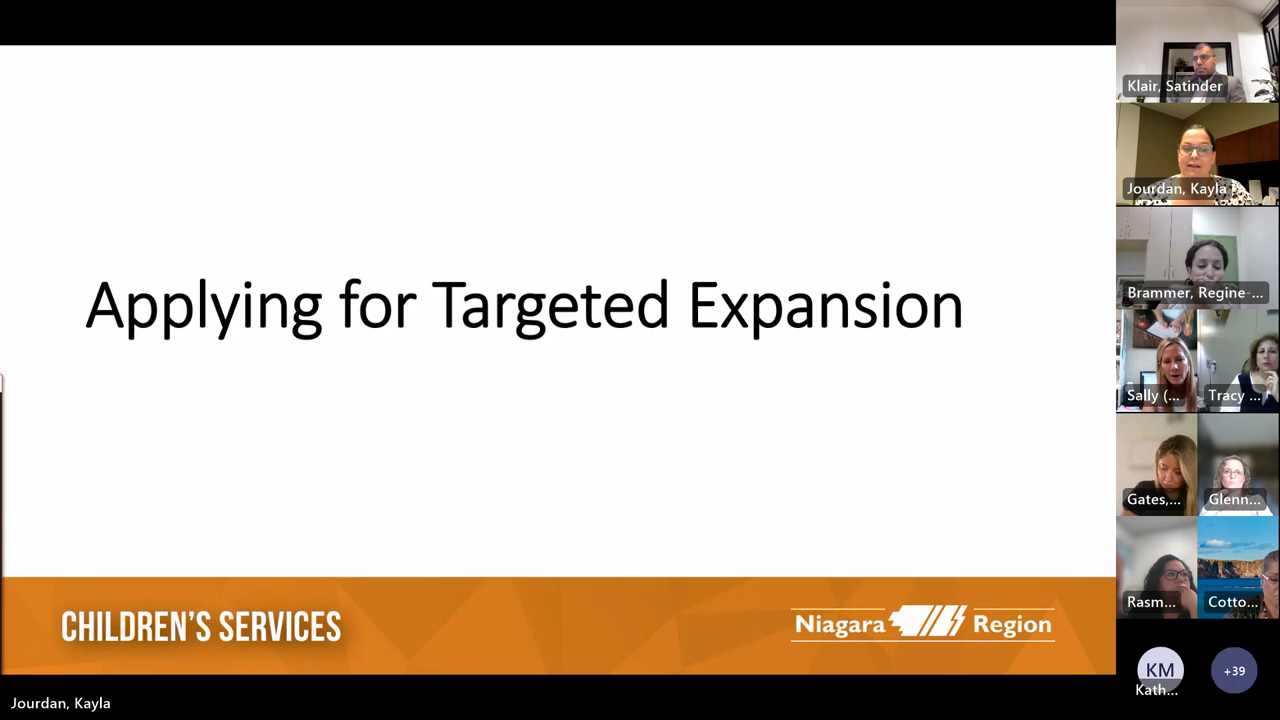 Applying for Targeted Expansion
CHILDREN'S SERVICES
Niagara Region
Jourdan, Kayla
Klair, Satinder
Jourdan, Kayla
Brammer, Regine-...
Sally (...
Tracy ...
Gates,...
Glenn...
Rasm...
Cotto...
KM
Kath...
+39